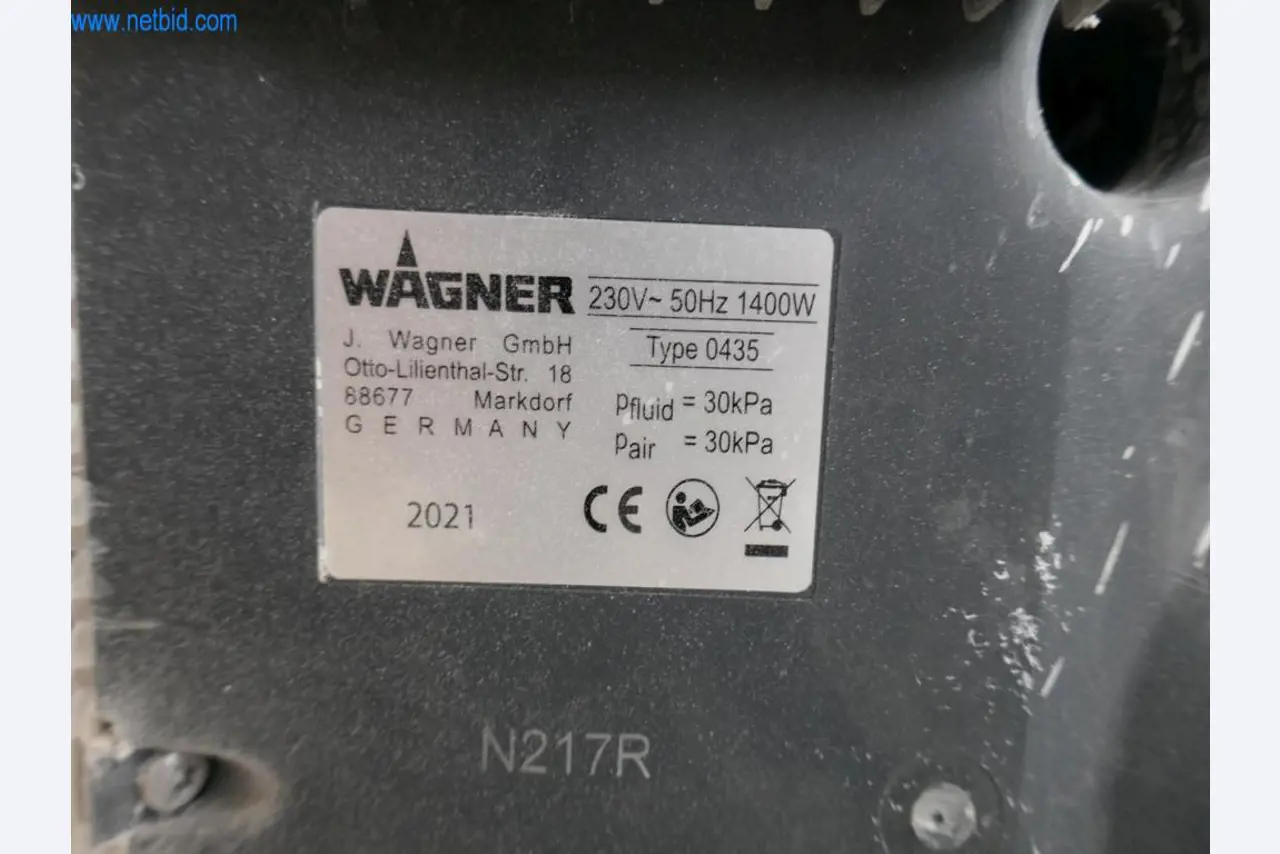 www.netbid.com
WAGNER
230V~ 50Hz 1400W
J. Wagner GmbH
Otto-Lilienthal-Str. 18
88677 Markdorf
GERMANY
Type 0435
pfluid = 30kPa
pair = 30kPa
2021
CE
N217R